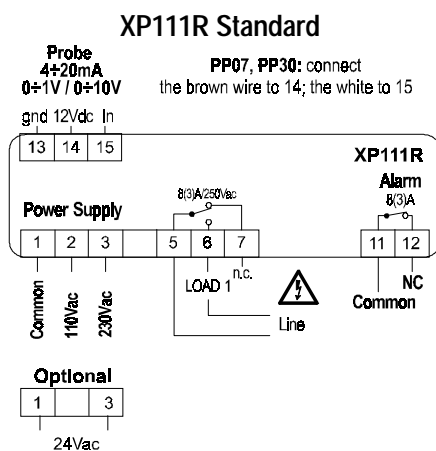 XP111R Standard
Probe
4÷20mA
0÷1V / 0÷10V
PP07, PP30: connect
the brown wire to 14; the white to 15
gnd 12Vdc In
13 14 15
XP111R
Alarm
8(3)A
8(3)A/250Vac
Power Supply
1 2 3 5 6 7 11 12
Common
110Vac
230Vac
LOAD 1
n.c.
Line
NC
Common
Optional
1 3
24Vac